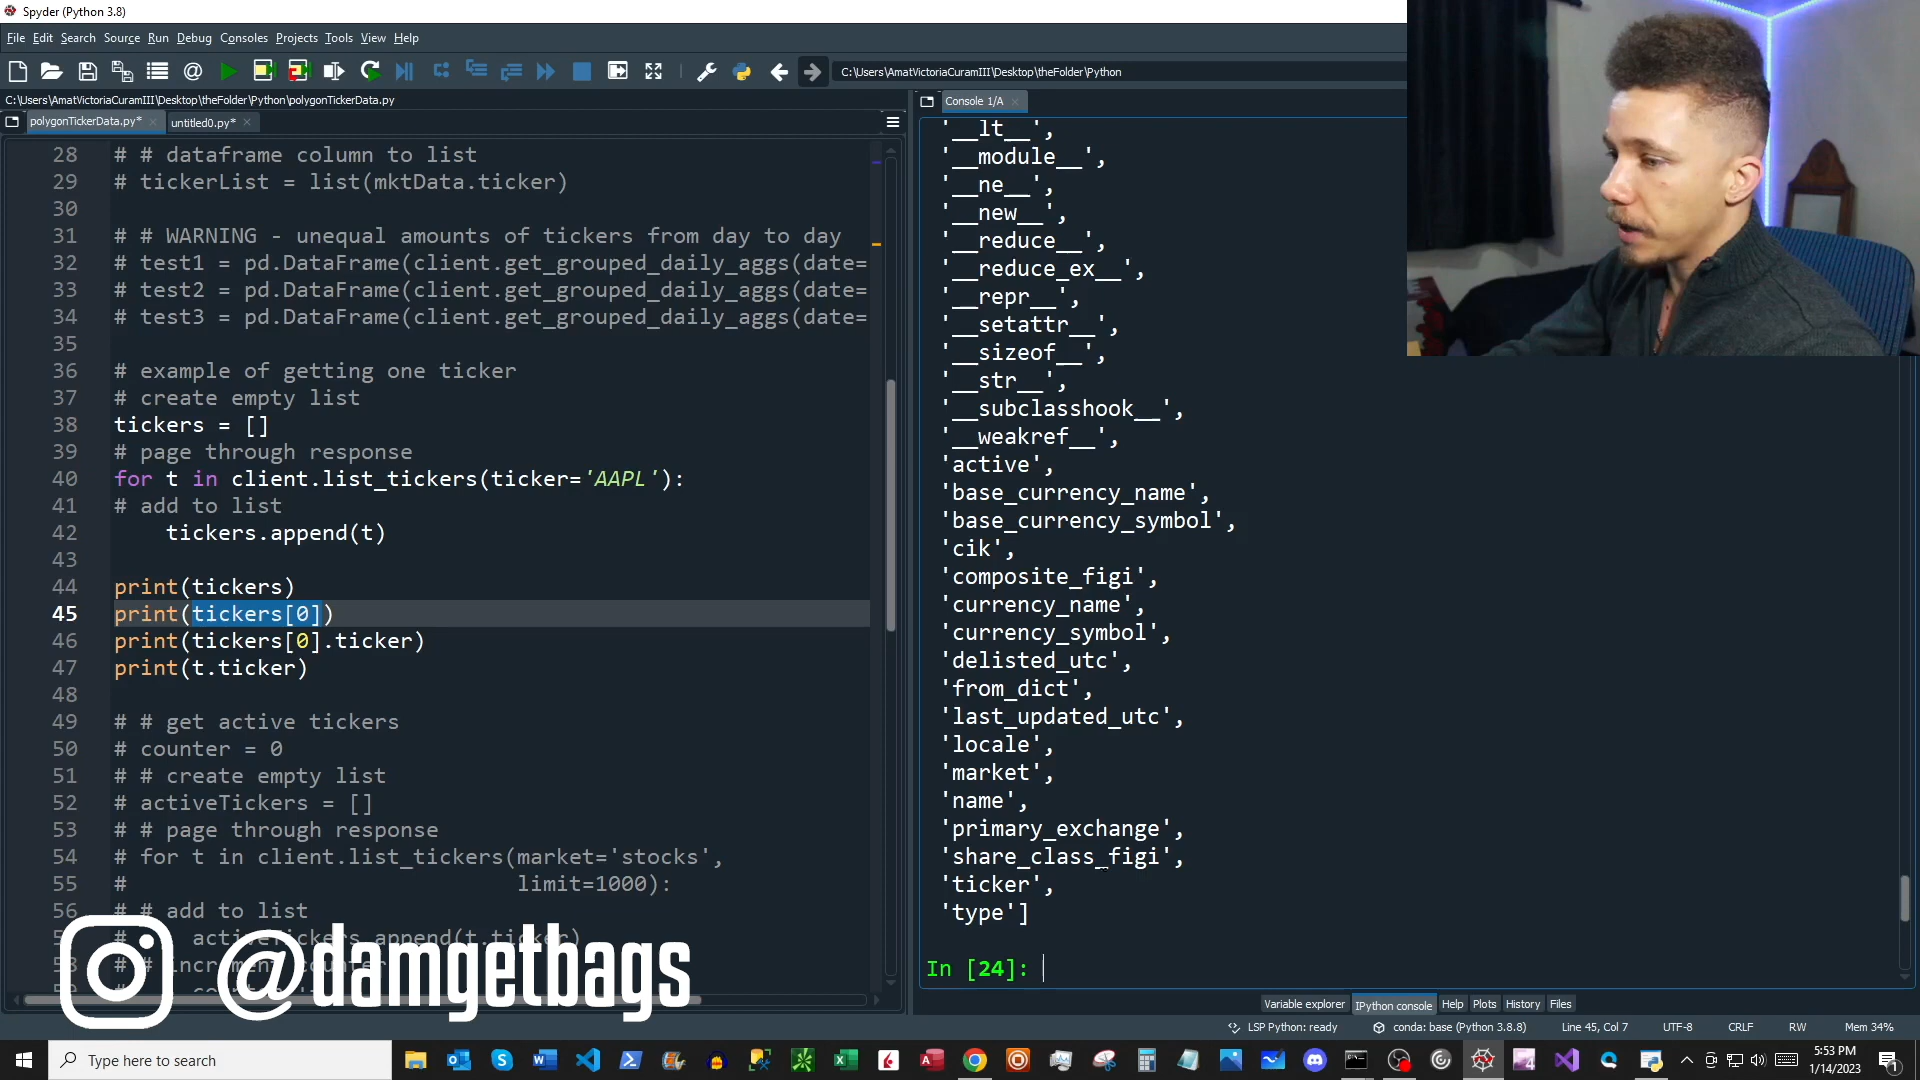 Spyder (Python 3.8)
File Edit Search Source Run Debug Consoles Projects Tools View Help
C:\Users\AmatVictoriaCuramIII\Desktop\theFolder\Python
C:\Users\AmatVictoriaCuramIII\Desktop\theFolder\Python\polygonTickerData.py
polygonTickerData.py*
untitled0.py*
28 # # dataframe column to list
29 # tickerList = list(mktData.ticker)
30
31 # # WARNING - unequal amounts of tickers from day to day
32 # test1 = pd.DataFrame(client.get_grouped_daily_aggs(date=
33 # test2 = pd.DataFrame(client.get_grouped_daily_aggs(date=
34 # test3 = pd.DataFrame(client.get_grouped_daily_aggs(date=
35
36 # example of getting one ticker
37 # create empty list
38 tickers = []
39 # page through response
40 for t in client.list_tickers(ticker='AAPL'):
41 # add to list
42 tickers.append(t)
43
44 print(tickers)
45 print(tickers[0])
46 print(tickers[0].ticker)
47 print(t.ticker)
48
49 # # get active tickers
50 # counter = 0
51 # # create empty list
52 # activeTickers = []
53 # # page through response
54 # for t in client.list_tickers(market='stocks',
55 # limit=1000):
56 # # add to list
# activeTickers.append(t.ticker)
# # increment counter
@damgetbags
Console 1/A
'__lt__',
'__module__',
'__ne__',
'__new__',
'__reduce__',
'__reduce_ex__',
'__repr__',
'__setattr__',
'__sizeof__',
'__str__',
'__subclasshook__',
'__weakref__',
'active',
'base_currency_name',
'base_currency_symbol',
'cik',
'composite_figi',
'currency_name',
'currency_symbol',
'delisted_utc',
'from_dict',
'last_updated_utc',
'locale',
'market',
'name',
'primary_exchange',
'share_class_figi',
'ticker',
'type']
In [24]:
Variable explorer IPython console Help Plots History Files
LSP Python: ready conda: base (Python 3.8.8) Line 45, Col 7 UTF-8 CRLF RW Mem 34%
Type here to search
5:53 PM
1/14/2023